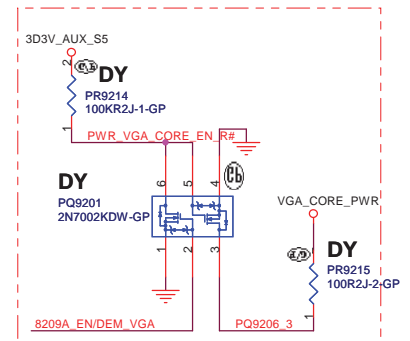 3D3V_AUX_S5
2
DY
PR9214
100KR2J-1-GP
1
PWR_VGA_CORE_EN_R#
DY
PQ9201
2N7002KDW-GP
6
5
4
1
2
3
VGA_CORE_PWR
DY
PR9215
100R2J-2-GP
1
8209A_EN/DEM_VGA
PQ9206_3